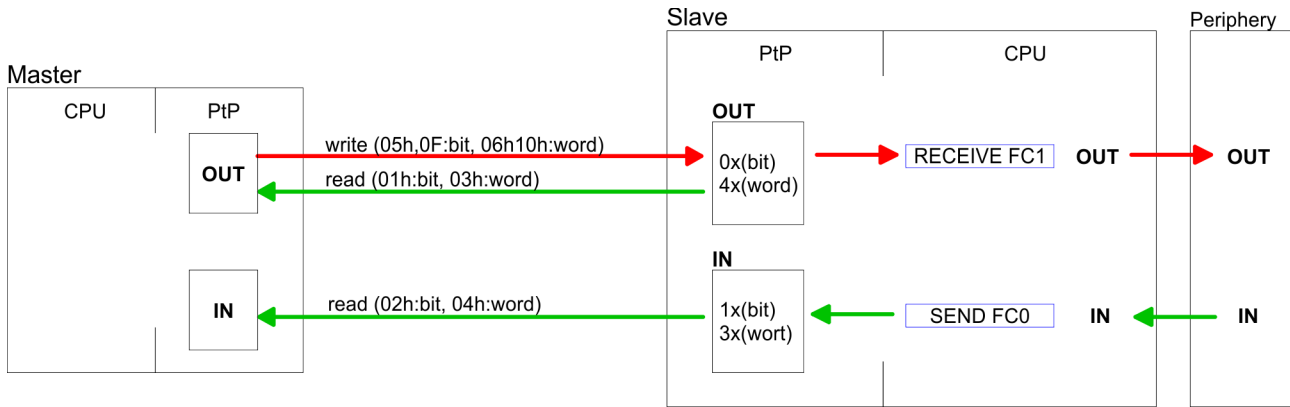 Master
CPU PtP
OUT
IN
write (05h,0F:bit, 06h10h:word)
read (01h:bit, 03h:word)
read (02h:bit, 04h:word)
Slave
PtP CPU
OUT
0x(bit)
4x(word)
RECEIVE FC1 OUT
IN
1x(bit)
3x(wort)
SEND FC0 IN
Periphery
OUT
IN